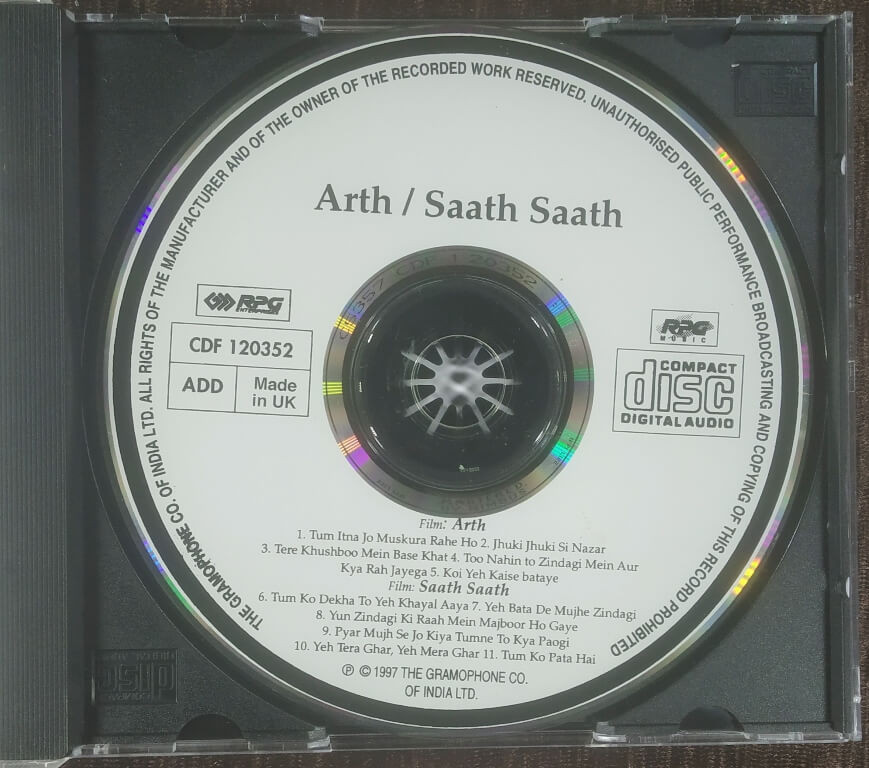 THE GRAMOPHONE CO. OF INDIA LTD. ALL RIGHTS OF THE MANUFACTURER AND OF THE OWNER OF THE RECORDED WORK RESERVED. UNAUTHORISED PUBLIC PERFORMANCE BROADCASTING AND COPYING OF THIS RECORD PROHIBITED
Arth / Saath Saath
RPG
ENTERPRISES
CDF 120352
ADD
Made
in UK
RPG
MUSIC
COMPACT
disc
DIGITAL AUDIO
CDF 120352
Film: Arth
1. Tum Itna Jo Muskura Rahe Ho 2. Jhuki Jhuki Si Nazar
3. Tere Khushboo Mein Base Khat 4. Too Nahin to Zindagi Mein Aur
Kya Rah Jayega 5. Koi Yeh Kaise bataye
Film: Saath Saath
6. Tum Ko Dekha To Yeh Khayal Aaya 7. Yeh Bata De Mujhe Zindagi
8. Yun Zindagi Ki Raah Mein Majboor Ho Gaye
9. Pyar Mujh Se Jo Kiya Tumne To Kya Paogi
10. Yeh Tera Ghar, Yeh Mera Ghar 11. Tum Ko Pata Hai
℗ © 1997 THE GRAMOPHONE CO.
OF INDIA LTD.